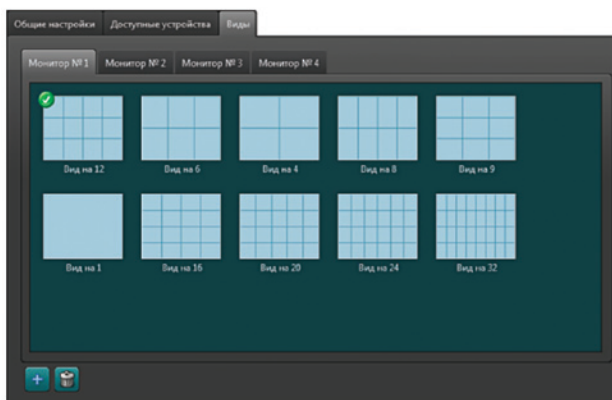 Общие настройки Доступные устройства Виды
Монитор № 1 Монитор № 2 Монитор № 3 Монитор № 4
Вид на 12 Вид на 6 Вид на 4 Вид на 8 Вид на 9
Вид на 1 Вид на 16 Вид на 20 Вид на 24 Вид на 32